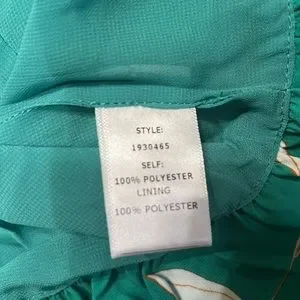 STYLE:
1930465
SELF:
100% POLYESTER
LINING
100% POLYESTER